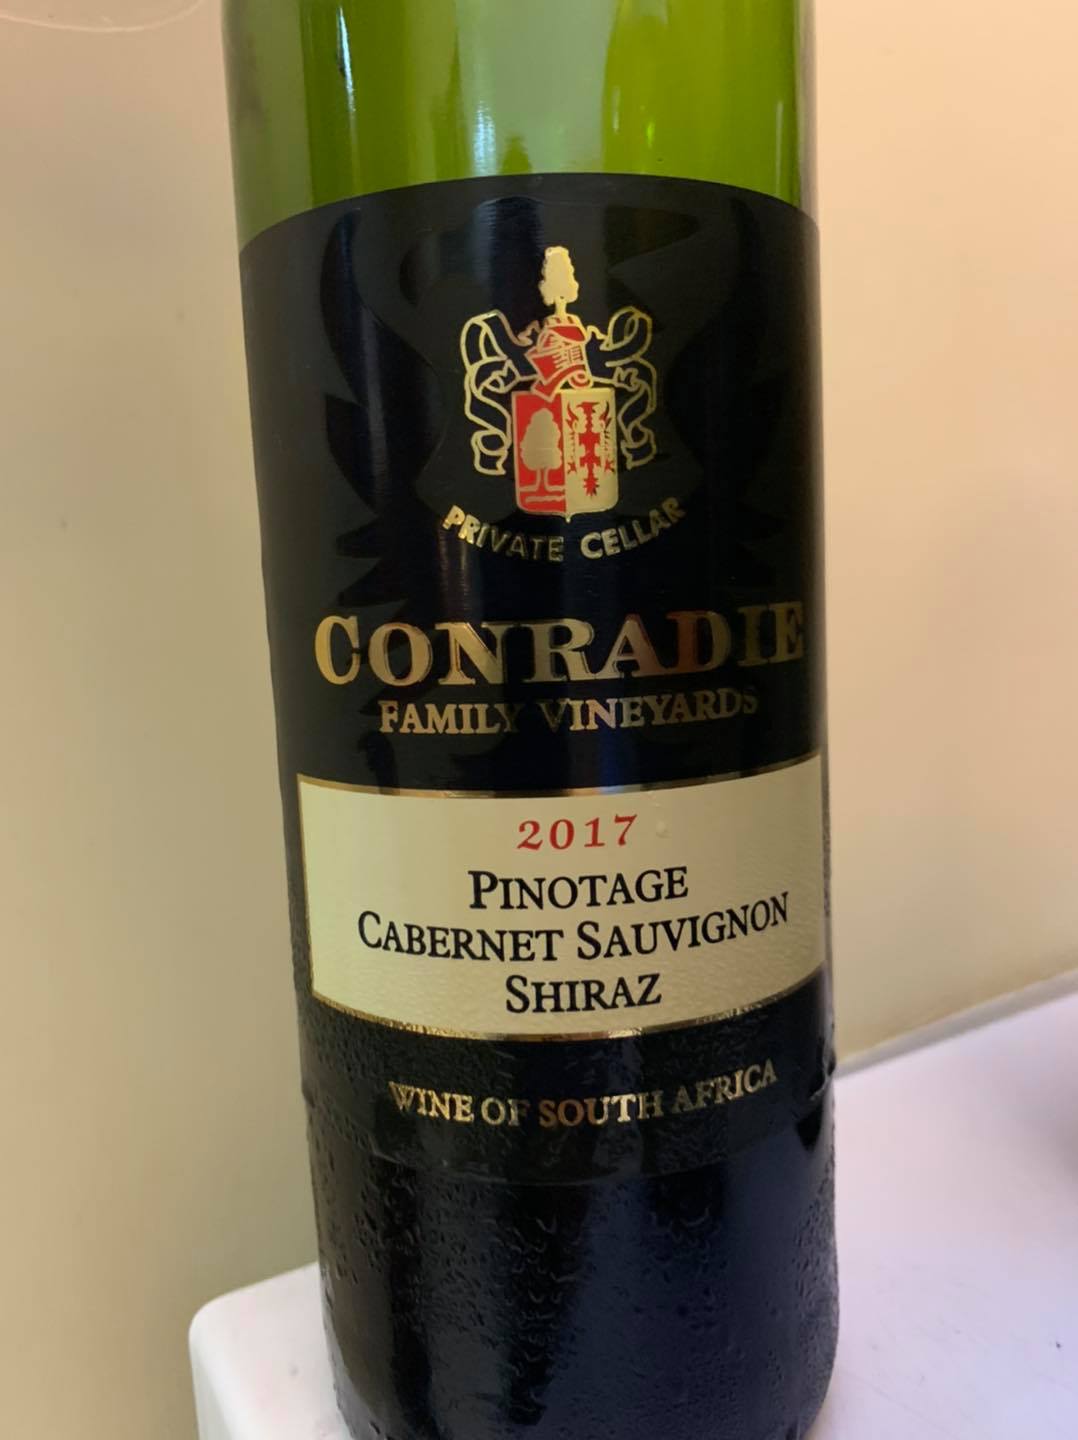 PRIVATE CELLAR
CONRADIE
FAMILY VINEYARDS
2017
PINOTAGE
CABERNET SAUVIGNON
SHIRAZ
WINE OF SOUTH AFRICA